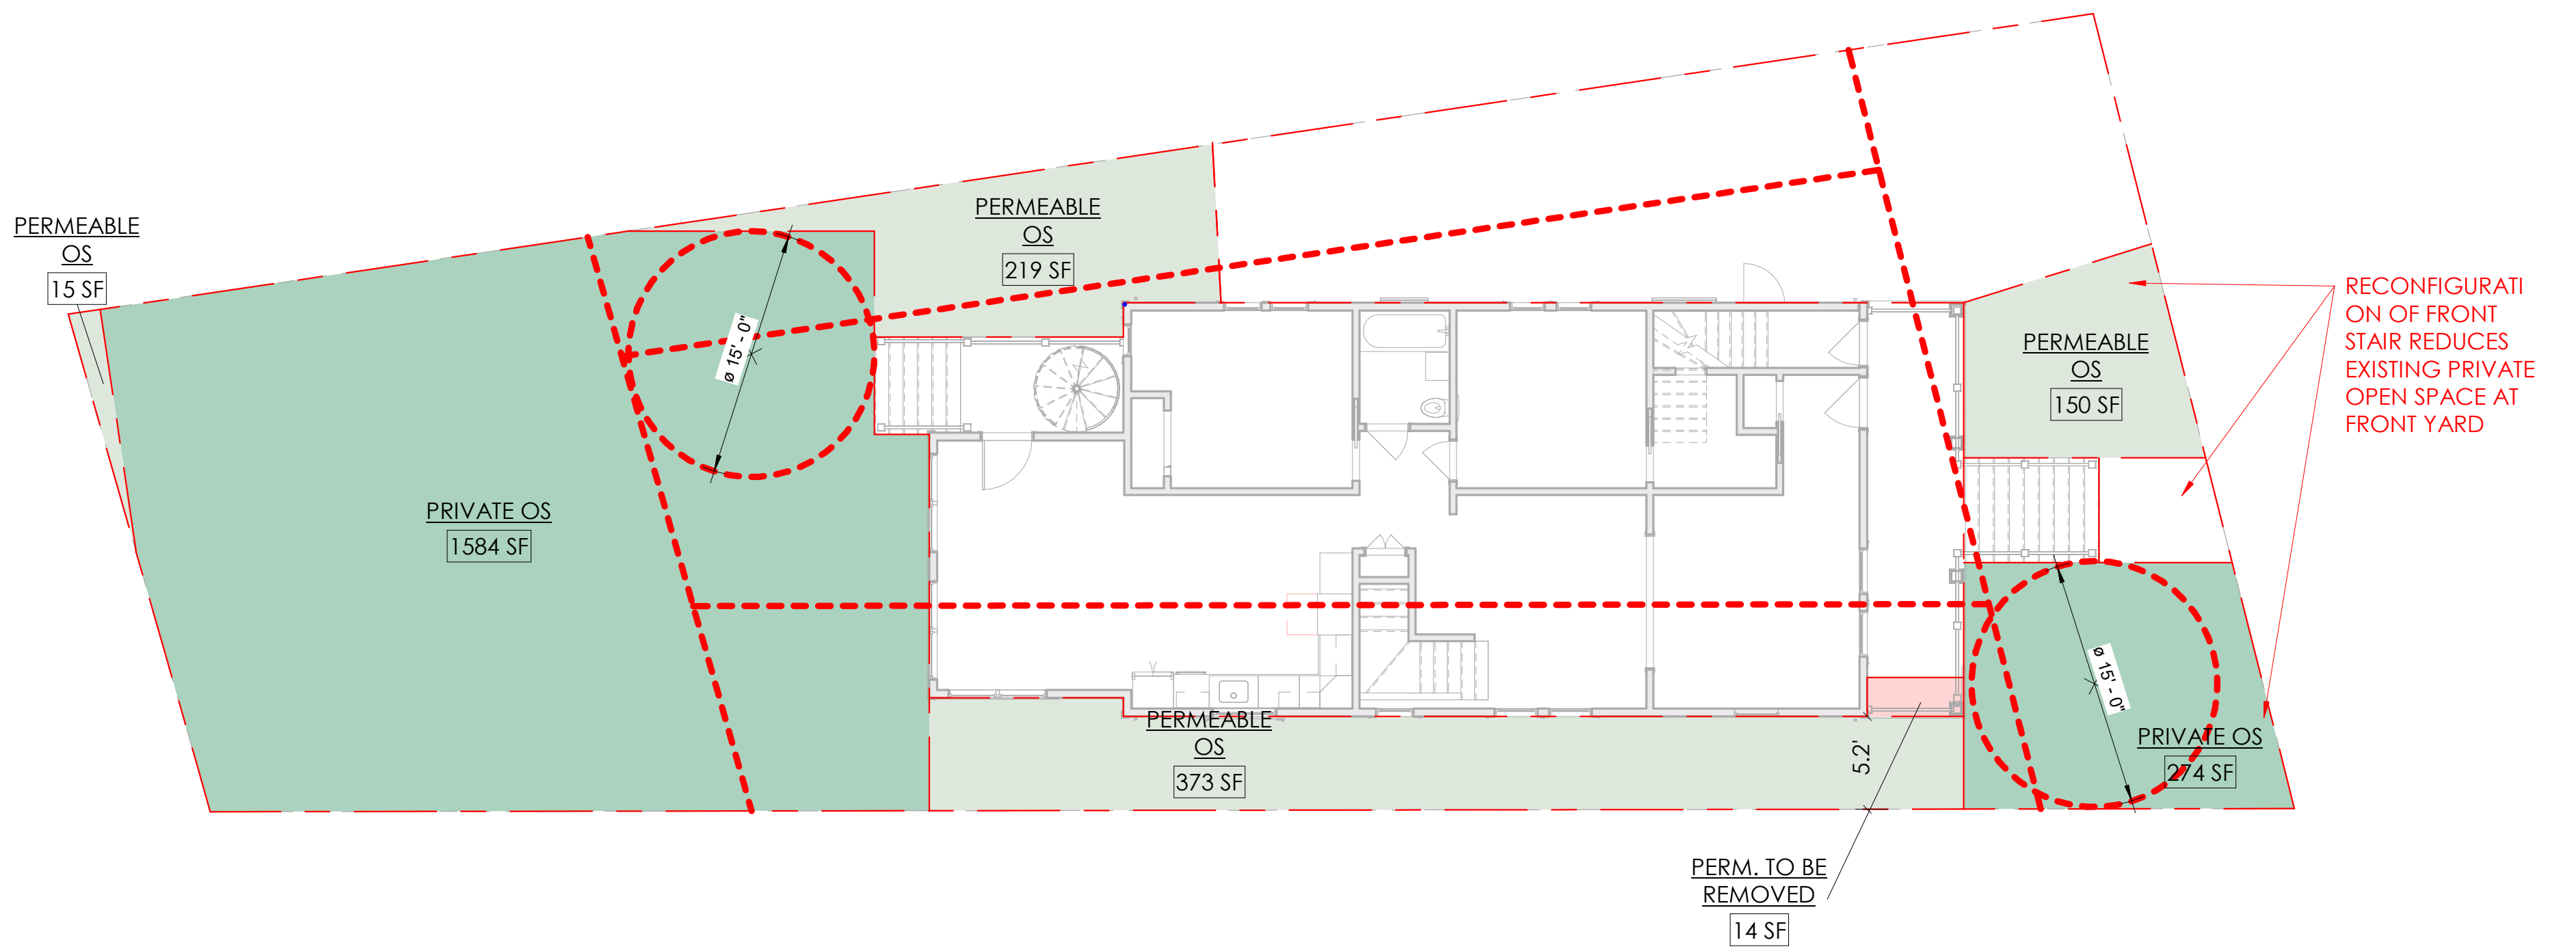 PERMEABLE
OS
15 SF
PRIVATE OS
1584 SF
ø 15' - 0"
PERMEABLE
OS
219 SF
PERMEABLE
OS
373 SF
5.2'
PERM. TO BE
REMOVED
14 SF
PERMEABLE
OS
150 SF
ø 15' - 0"
PRIVATE OS
274 SF
RECONFIGURATI
ON OF FRONT
STAIR REDUCES
EXISTING PRIVATE
OPEN SPACE AT
FRONT YARD